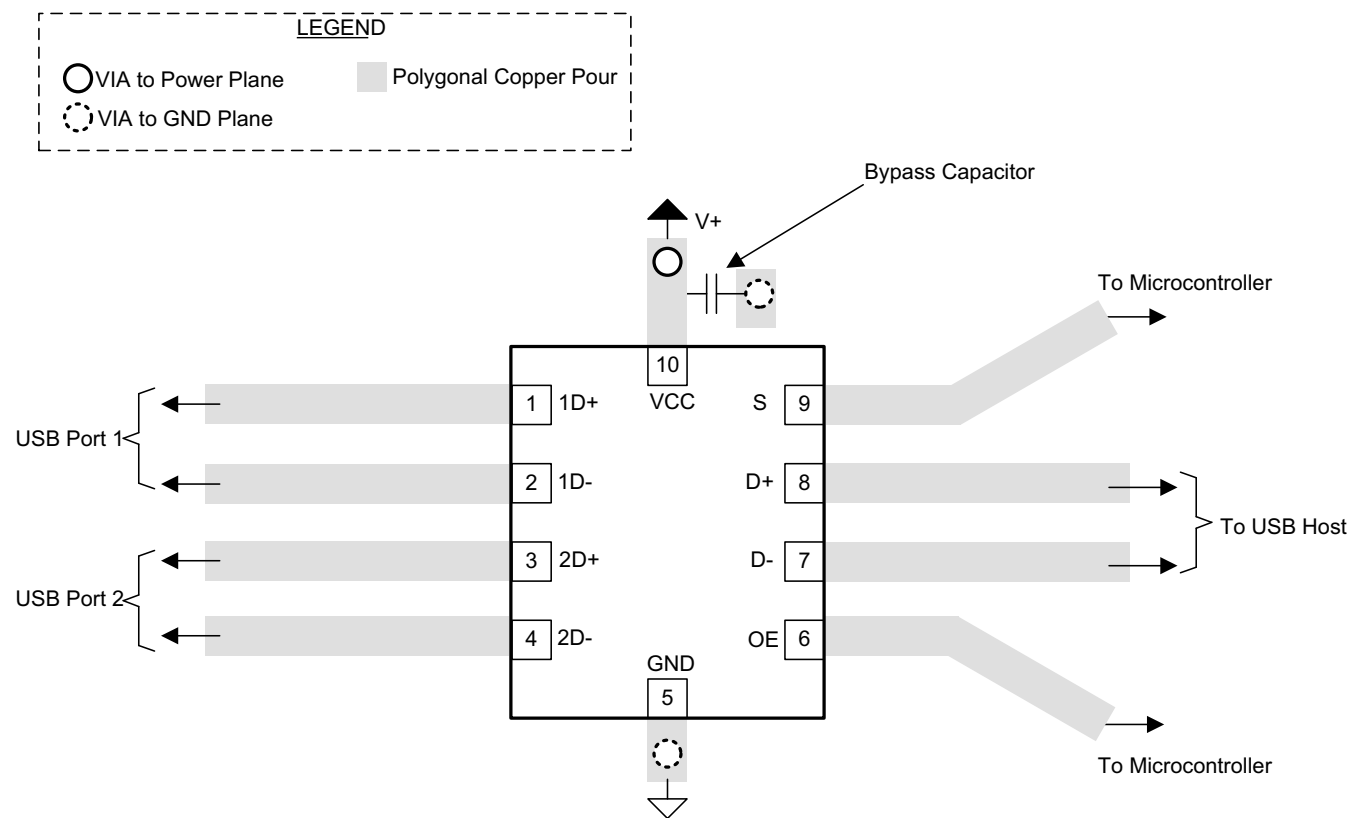 LEGEND
VIA to Power Plane
Polygonal Copper Pour
VIA to GND Plane
Bypass Capacitor
V+
To Microcontroller
10
VCC
1 1D+
S 9
USB Port 1
2 1D-
D+ 8
To USB Host
3 2D+
D- 7
USB Port 2
4 2D-
OE 6
GND
5
To Microcontroller